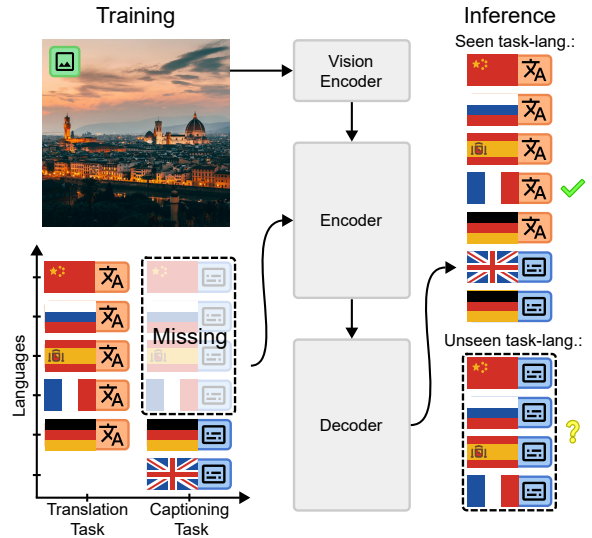 Training
Inference
Seen task-lang.:
Vision
Encoder
Encoder
Decoder
Languages
Missing
Translation
Task
Captioning
Task
Unseen task-lang.:
?